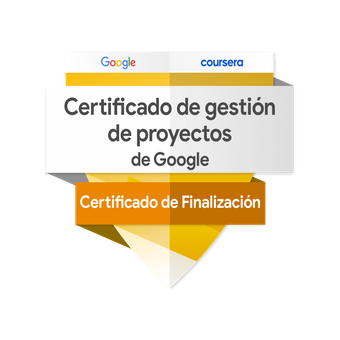 Google coursera
Certificado de gestión
de proyectos
de Google
Certificado de Finalización